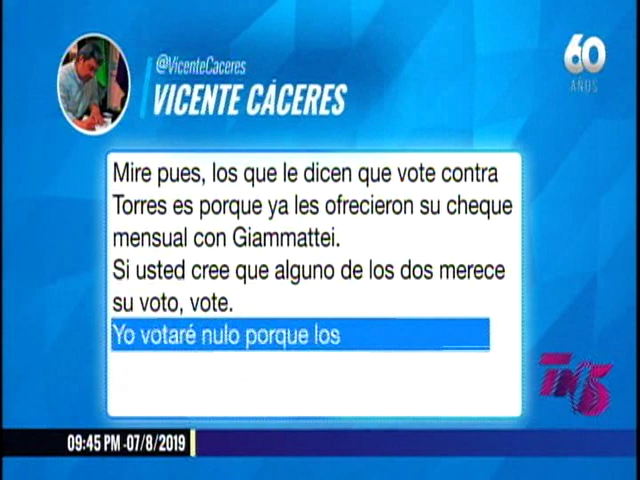 @VicenteCaceres
VICENTE CÁCERES
60
AÑOS
Mire pues, los que le dicen que vote contra
Torres es porque ya les ofrecieron su cheque
mensual con Giammattei.
Si usted cree que alguno de los dos merece
su voto, vote.
Yo votaré nulo porque los
09:45 PM-07/8/2019